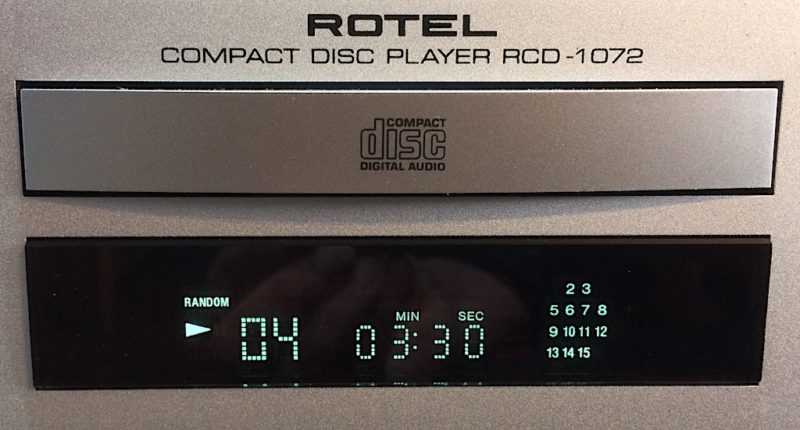 ROTEL
COMPACT DISC PLAYER RCD-1072
COMPACT
disc
DIGITAL AUDIO
RANDOM
MIN SEC
04 03:30
2 3
5 6 7 8
9 10 11 12
13 14 15